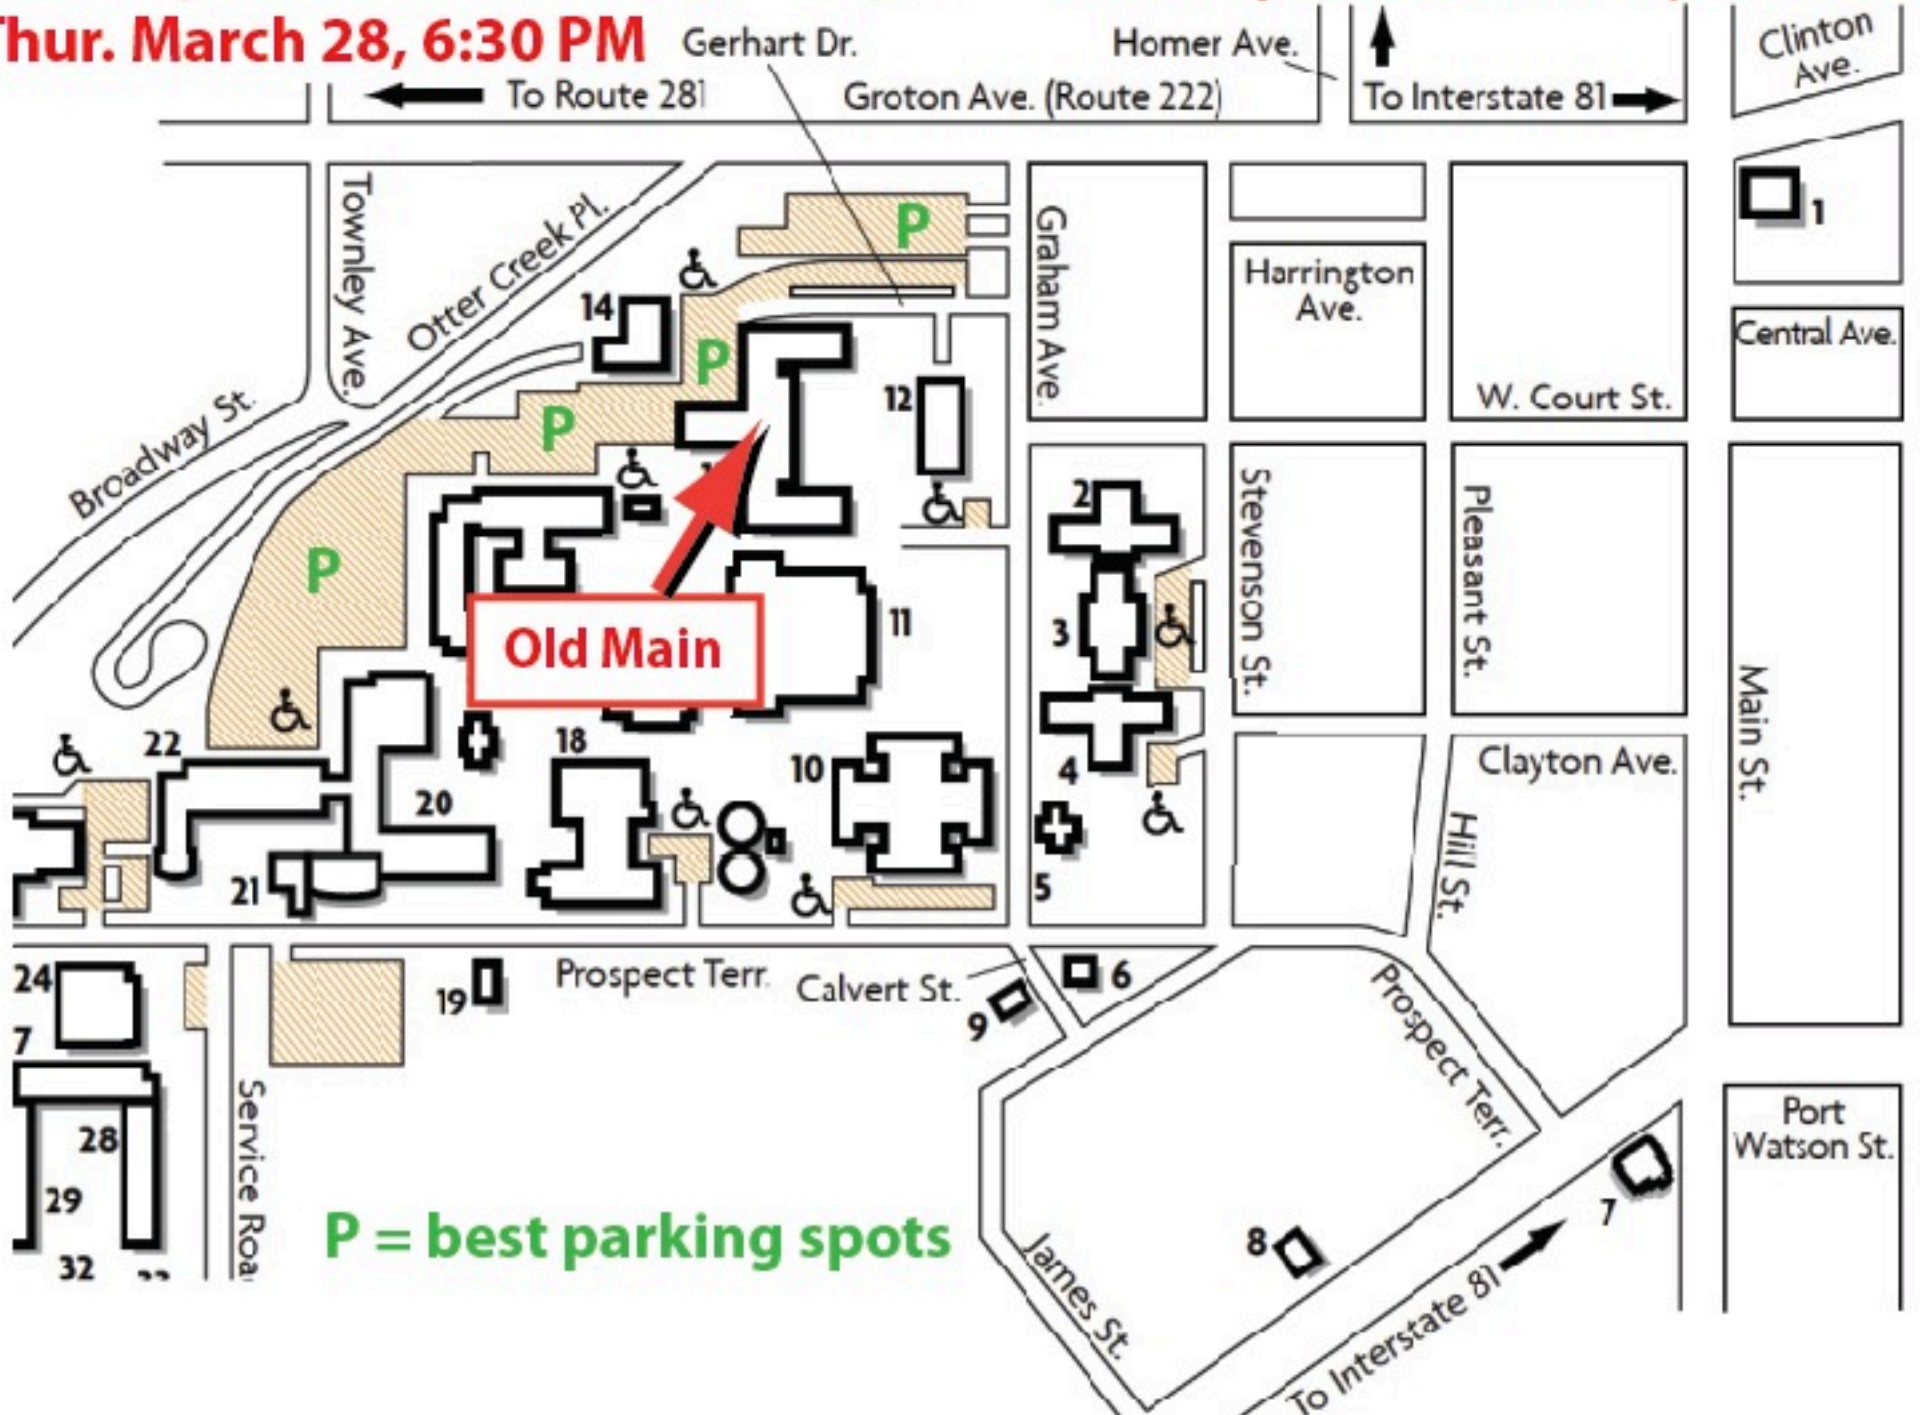 Thur. March 28, 6:30 PM
Gerhart Dr.
Homer Ave.
Clinton
Ave.
To Route 281
Groton Ave. (Route 222)
To Interstate 81
Townley Ave.
Otter Creek Pl.
P
Graham Ave.
1
Harrington
Ave.
14
P
Central Ave.
Broadway St.
P
12
W. Court St.
P
2
Stevenson St.
Pleasant St.
Old Main
11
3
Main St.
22
18
10
4
Clayton Ave.
20
Hill St.
21
5
24
19
Prospect Terr.
Calvert St.
6
9
Prospect Terr.
7
Service Roa
28
Port
Watson St.
29
P = best parking spots
8
7
32
James St.
To Interstate 81